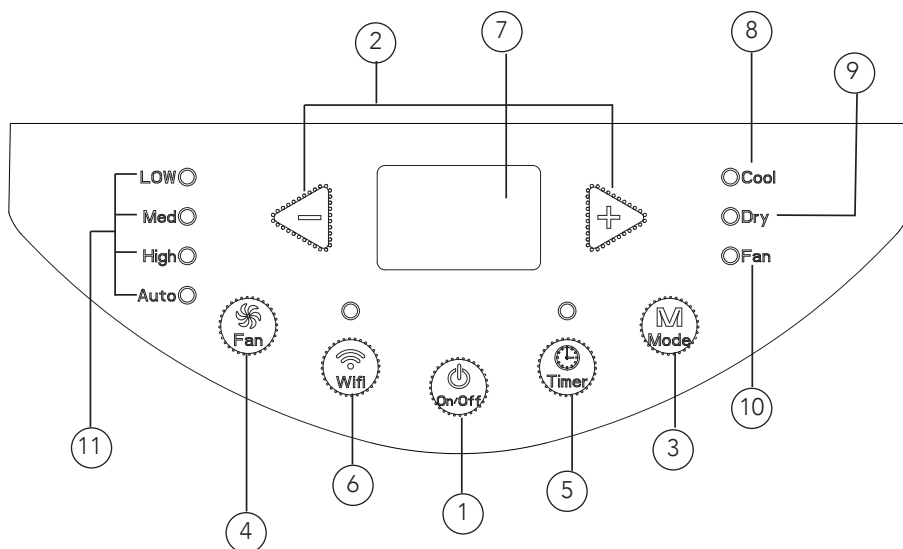 2
7
8
9
LOW
Med
High
Auto
11
−
+
Cool
Dry
Fan
Fan
Wifi
On/Off
Timer
M
Mode
10
3
6
1
5
4